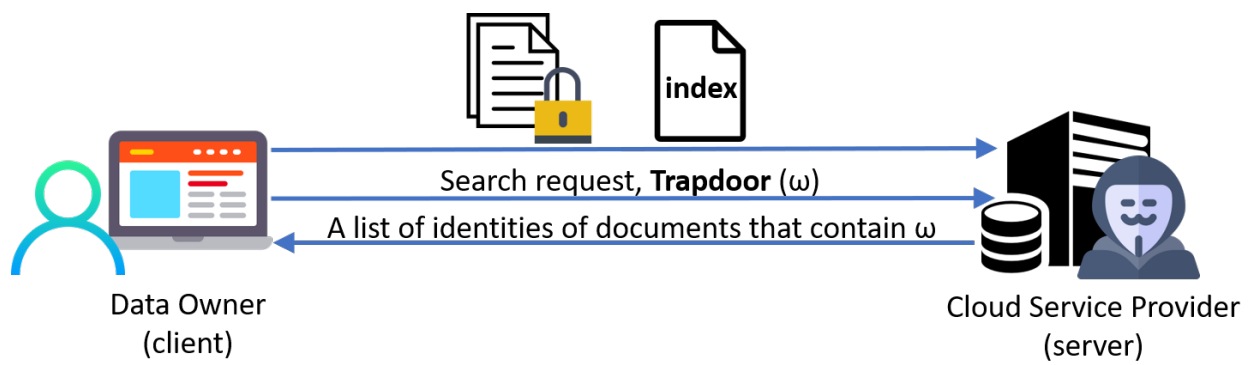 index
Search request, Trapdoor (ω)
A list of identities of documents that contain ω
Data Owner
(client)
Cloud Service Provider
(server)